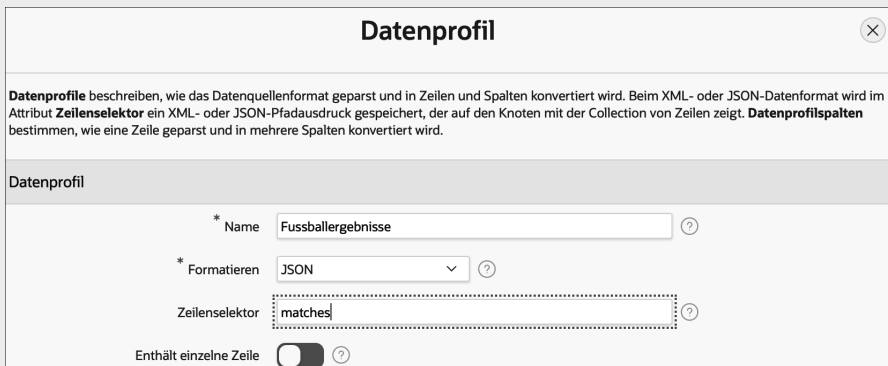 Datenprofil
Datenprofile beschreiben, wie das Datenquellenformat geparst und in Zeilen und Spalten konvertiert wird. Beim XML- oder JSON-Datenformat wird im
Attribut Zeilenselektor ein XML- oder JSON-Pfadausdruck gespeichert, der auf den Knoten mit der Collection von Zeilen zeigt. Datenprofilspalten
bestimmen, wie eine Zeile geparst und in mehrere Spalten konvertiert wird.
Datenprofil
* Name Fussballergebnisse ?
* Formatieren JSON ?
Zeilenselektor matches ?
Enthält einzelne Zeile ?